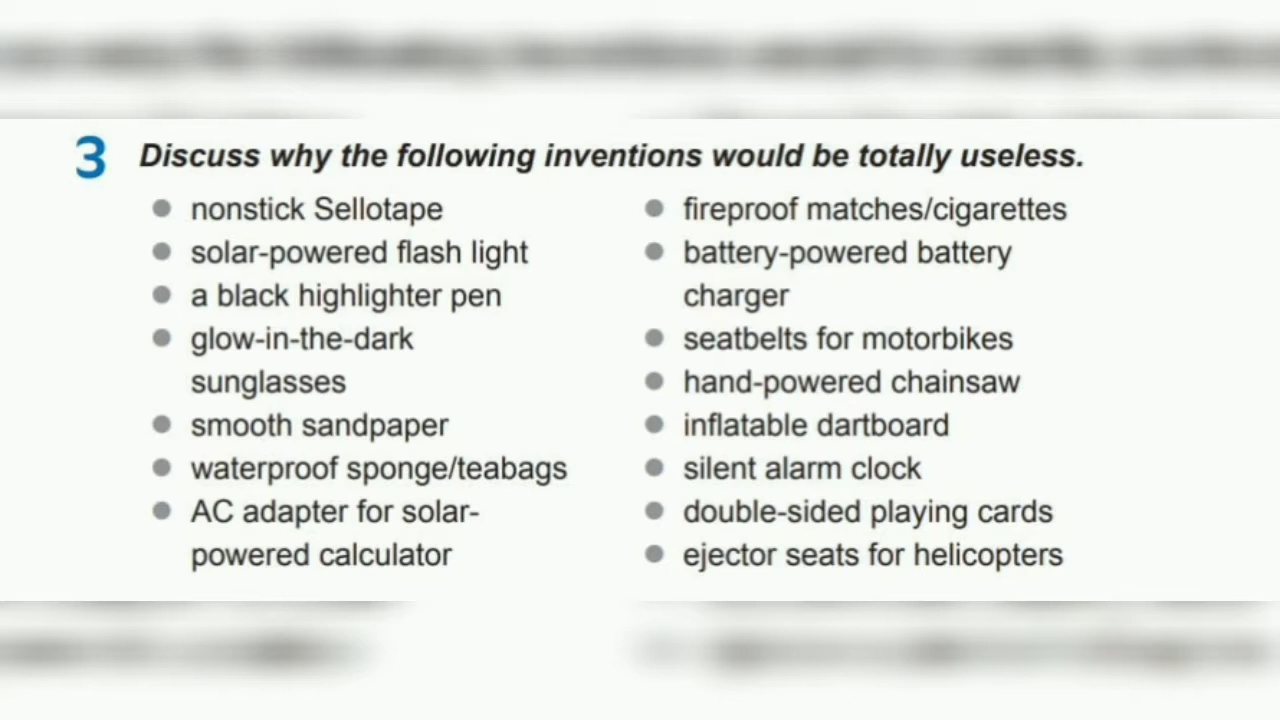 3 Discuss why the following inventions would be totally useless.
● nonstick Sellotape
● solar-powered flash light
● a black highlighter pen
● glow-in-the-dark
sunglasses
● smooth sandpaper
● waterproof sponge/teabags
● AC adapter for solar-
powered calculator
● fireproof matches/cigarettes
● battery-powered battery
charger
● seatbelts for motorbikes
● hand-powered chainsaw
● inflatable dartboard
● silent alarm clock
● double-sided playing cards
● ejector seats for helicopters